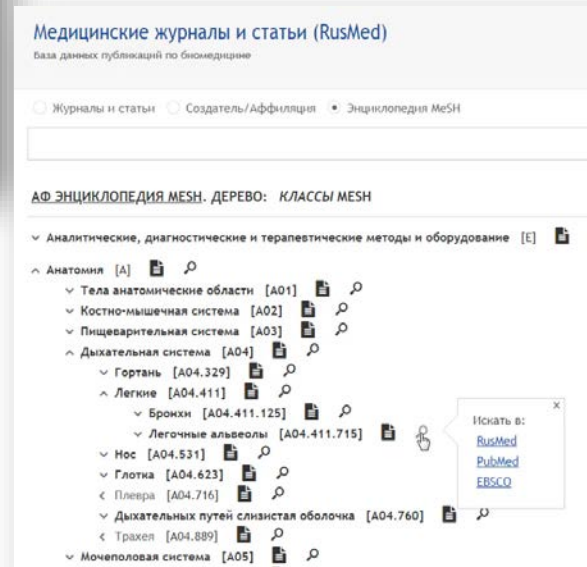 Медицинские журналы и статьи (RusMed)
База данных публикаций по биомедицине
Журналы и статьи Создатель/Аффиляция Энциклопедия MeSH
АФ ЭНЦИКЛОПЕДИЯ MESH. ДЕРЕВО: КЛАССЫ MESH
Аналитические, диагностические и терапевтические методы и оборудование [E]
Анатомия [A]
Тела анатомические области [A01]
Костно-мышечная система [A02]
Пищеварительная система [A03]
Дыхательная система [A04]
Гортань [A04.329]
Легкие [A04.411]
Бронхи [A04.411.125]
Легочные альвеолы [A04.411.715]
Искать в:
RusMed
PubMed
EBSCO
Нос [A04.531]
Глотка [A04.623]
Плевра [A04.716]
Дыхательных путей слизистая оболочка [A04.760]
Трахея [A04.889]
Мочеполовая система [A05]